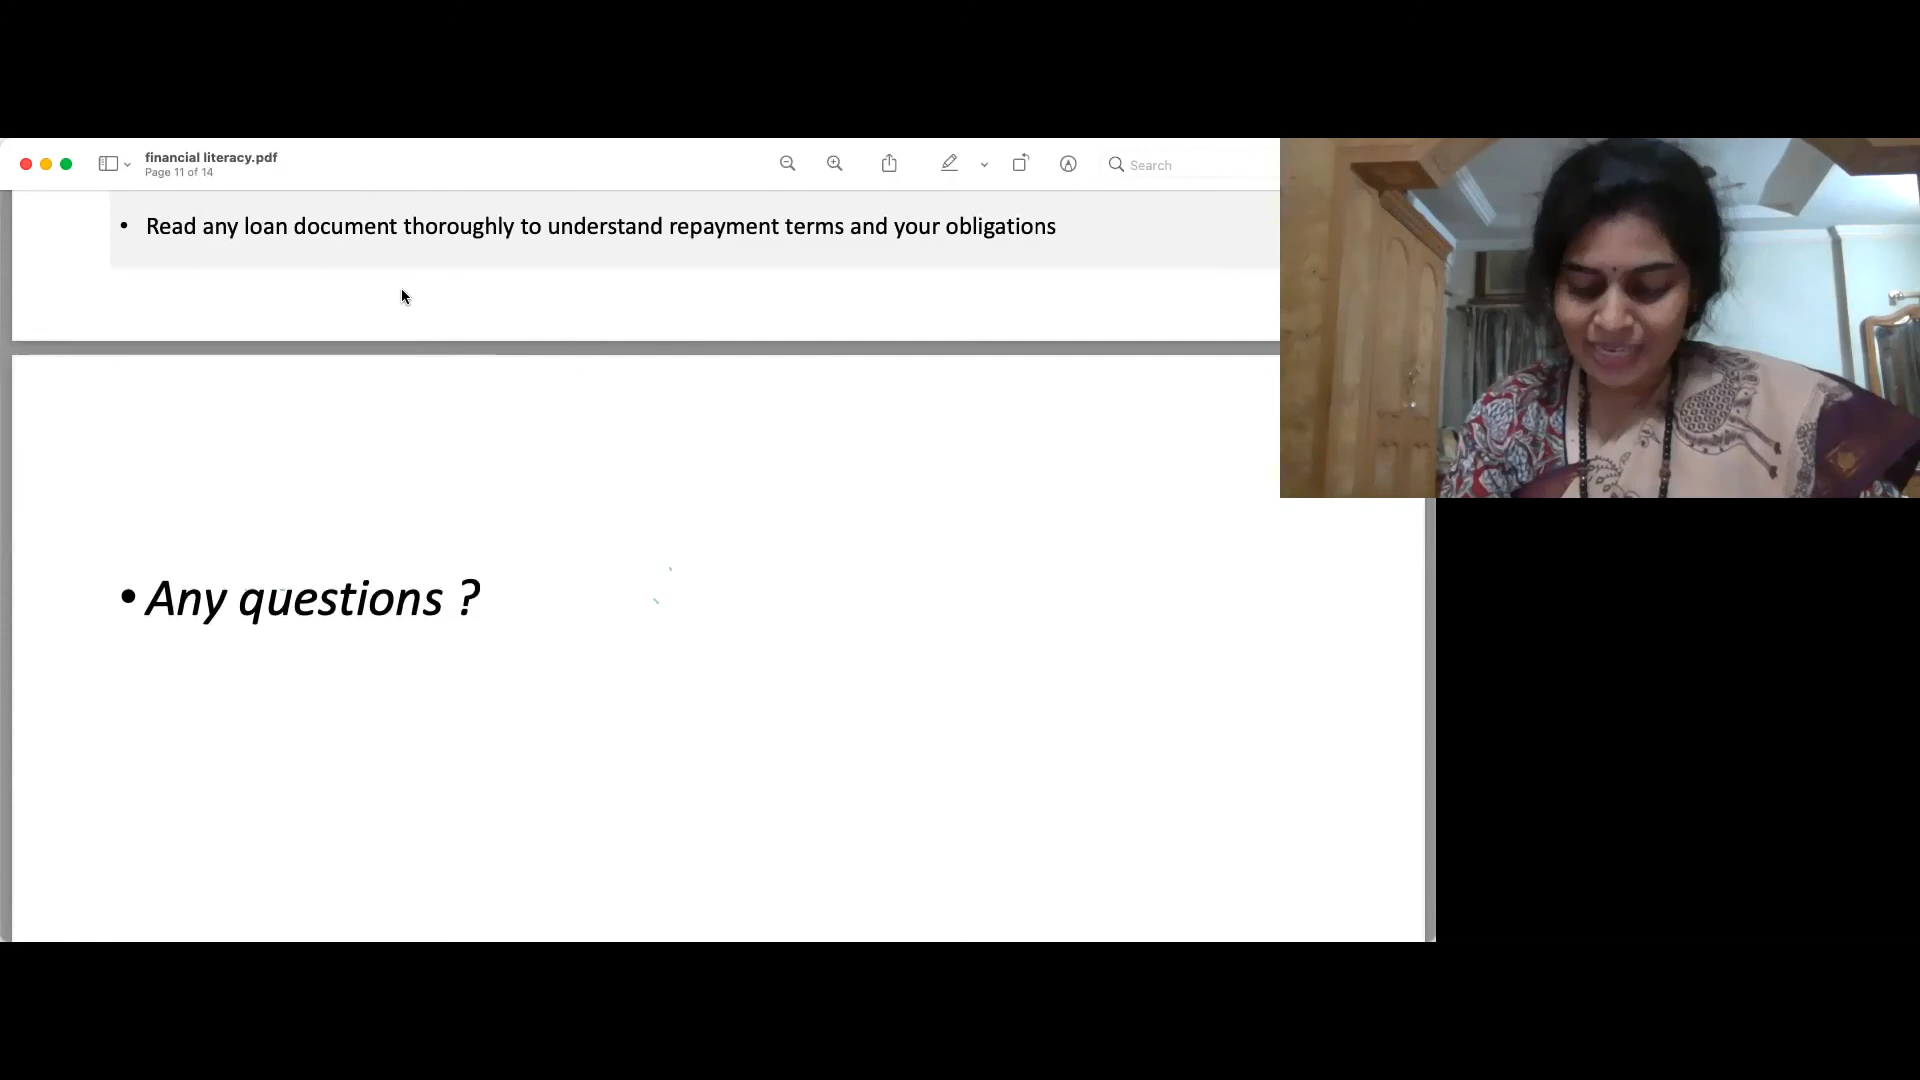 financial literacy.pdf
Page 11 of 14
Search
• Read any loan document thoroughly to understand repayment terms and your obligations
• Any questions ?